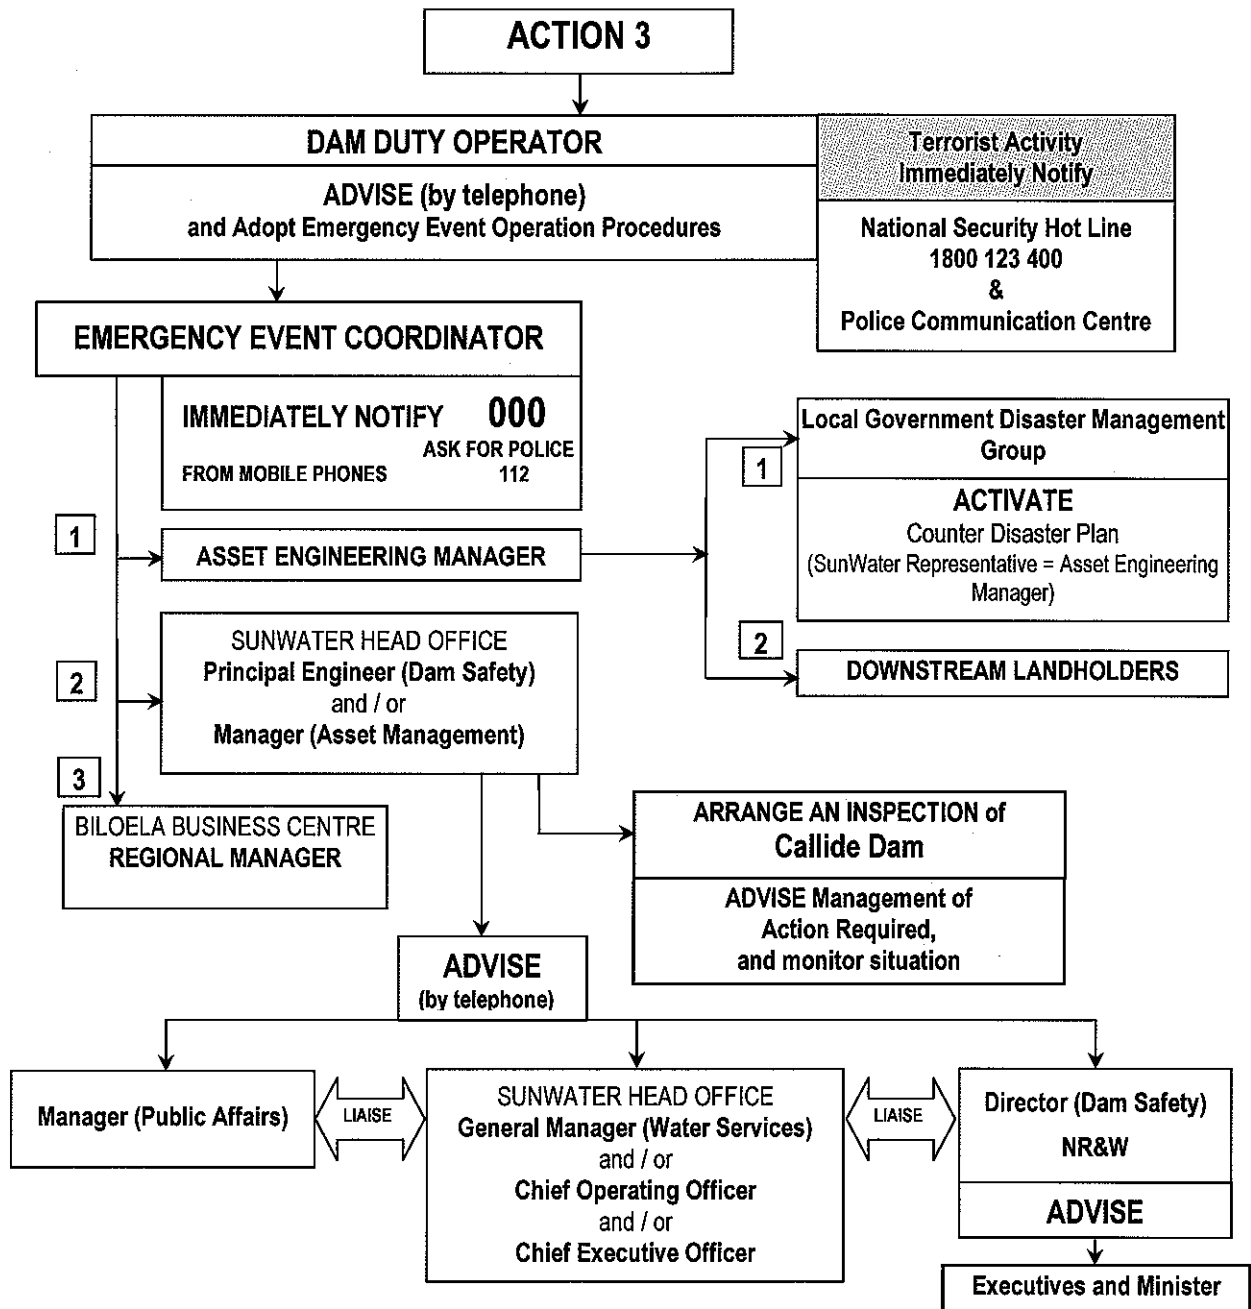 ACTION 3
DAM DUTY OPERATOR
ADVISE (by telephone)
and Adopt Emergency Event Operation Procedures
Terrorist Activity
Immediately Notify
National Security Hot Line
1800 123 400
&
Police Communication Centre
EMERGENCY EVENT COORDINATOR
IMMEDIATELY NOTIFY 000
ASK FOR POLICE
FROM MOBILE PHONES 112
1
ASSET ENGINEERING MANAGER
1
Local Government Disaster Management
Group
ACTIVATE
Counter Disaster Plan
(SunWater Representative = Asset Engineering
Manager)
2
DOWNSTREAM LANDHOLDERS
2
SUNWATER HEAD OFFICE
Principal Engineer (Dam Safety)
and / or
Manager (Asset Management)
3
BILOELA BUSINESS CENTRE
REGIONAL MANAGER
ARRANGE AN INSPECTION of
Callide Dam
ADVISE Management of
Action Required,
and monitor situation
ADVISE
(by telephone)
Manager (Public Affairs)
LIAISE
SUNWATER HEAD OFFICE
General Manager (Water Services)
and / or
Chief Operating Officer
and / or
Chief Executive Officer
LIAISE
Director (Dam Safety)
NR&W
ADVISE
Executives and Minister